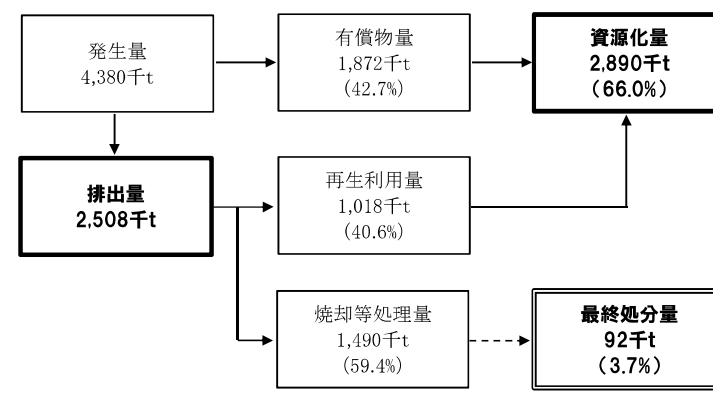 発生量
4,380千t
有償物量
1,872千t
(42.7%)
資源化量
2,890千t
(66.0%)
排出量
2,508千t
再生利用量
1,018千t
(40.6%)
焼却等処理量
1,490千t
(59.4%)
最終処分量
92千t
(3.7%)